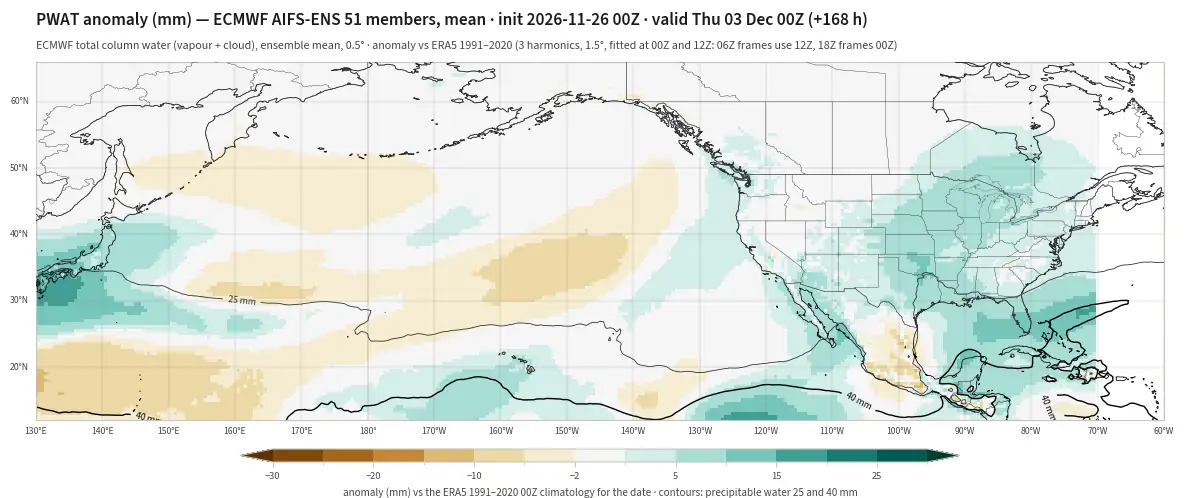 PWAT anomaly (mm) — ECMWF AIFS-ENS 51 members, mean · init 2026-11-26 00Z · valid Thu 03 Dec 00Z (+168 h)
ECMWF total column water (vapour + cloud), ensemble mean, 0.5° · anomaly vs ERA5 1991–2020 (3 harmonics, 1.5°, fitted at 00Z and 12Z: 06Z frames use 12Z, 18Z frames 00Z)
60°N
50°N
40°N
30°N
20°N
25 mm
40 mm
40 mm
40 mm
130°E 140°E 150°E 160°E 170°E 180° 170°W 160°W 150°W 140°W 130°W 120°W 110°W 100°W 90°W 80°W 70°W 60°W
−30 −20 −10 −2 5 15 25
anomaly (mm) vs the ERA5 1991–2020 00Z climatology for the date · contours: precipitable water 25 and 40 mm